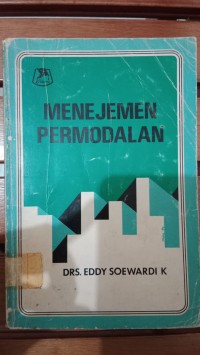 MENEJEMEN
PERMODALAN
DRS. EDDY SOEWARDI K